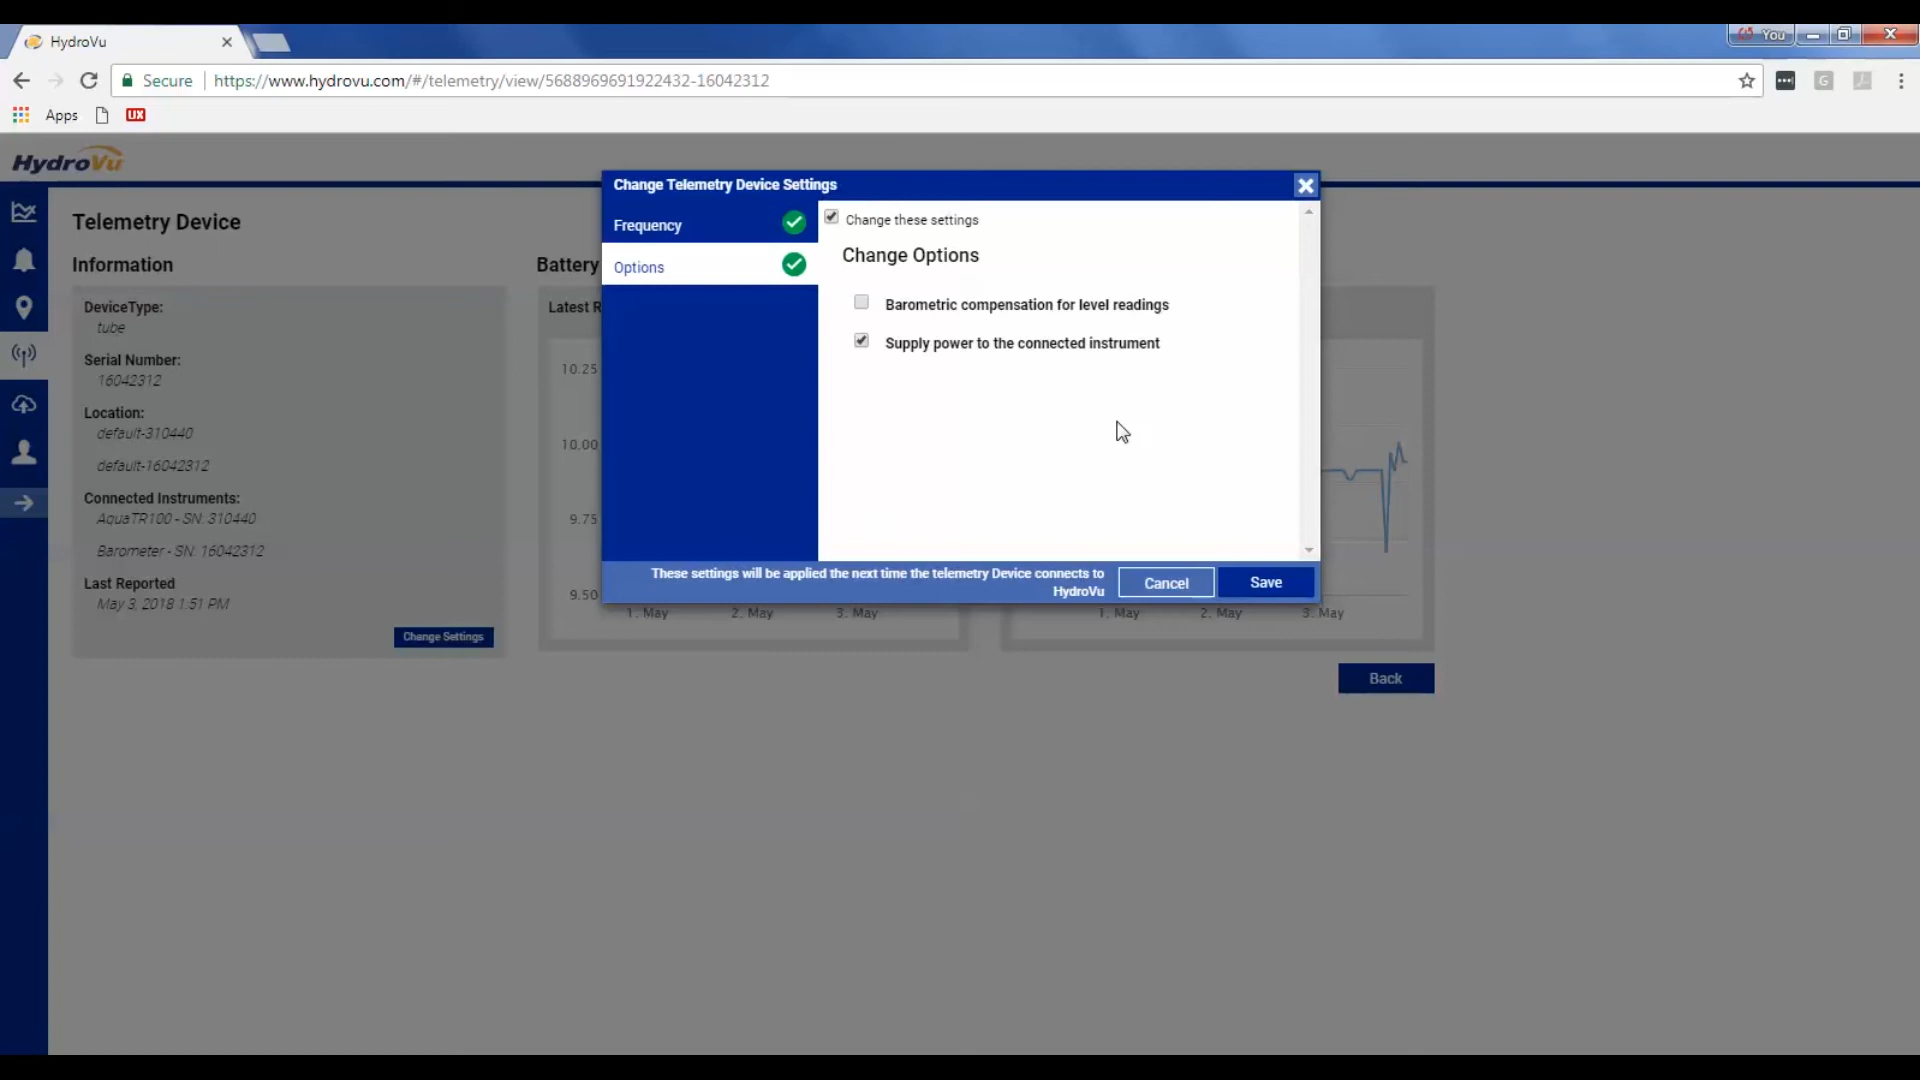 HydroVu
You
Secure
https://www.hydrovu.com/#/telemetry/view/5688969691922432-16042312
G
Apps
UX
HydroVu
Telemetry Device
Information
DeviceType:
tube
Serial Number:
16042312
Location:
default-310440
default-16042312
Connected Instruments:
AquaTR100 - SN: 310440
Barometer - SN: 16042312
Last Reported
May 3, 2018 1:51 PM
Change Settings
Battery
Latest R
10.25
10.00
9.75
9.50
1. May
2. May
3. May
1. May
2. May
3. May
Back
Change Telemetry Device Settings
Frequency
Options
Change these settings
Change Options
Barometric compensation for level readings
Supply power to the connected instrument
These settings will be applied the next time the telemetry Device connects to
HydroVu
Cancel
Save